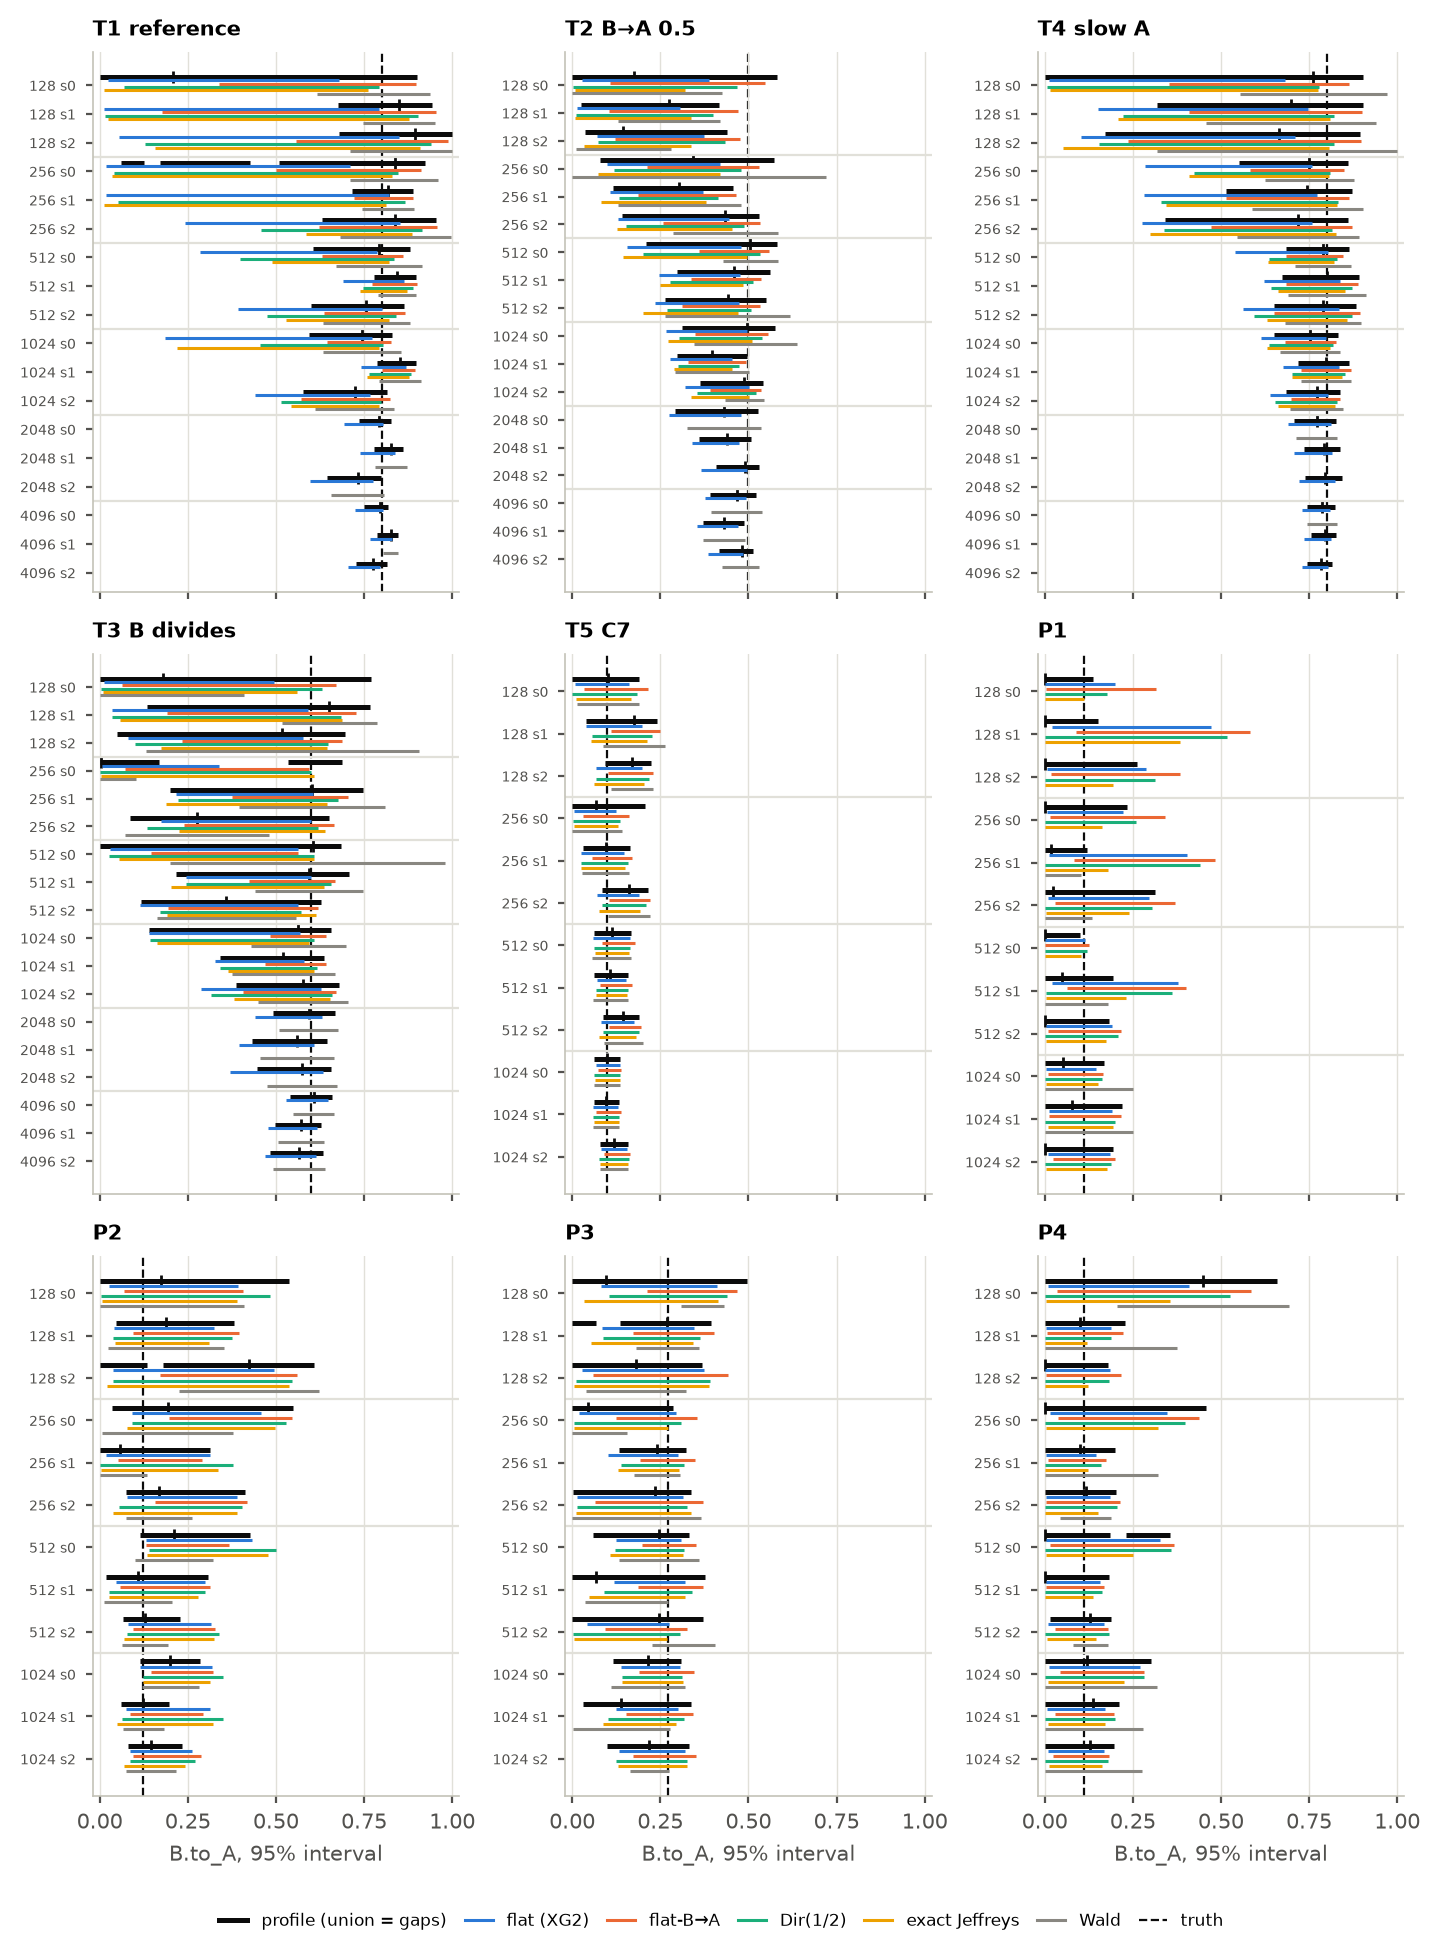 T1 reference
T2 B→A 0.5
T4 slow A
128 s0
128 s1
128 s2
256 s0
256 s1
256 s2
512 s0
512 s1
512 s2
1024 s0
1024 s1
1024 s2
2048 s0
2048 s1
2048 s2
4096 s0
4096 s1
4096 s2
128 s0
128 s1
128 s2
256 s0
256 s1
256 s2
512 s0
512 s1
512 s2
1024 s0
1024 s1
1024 s2
2048 s0
2048 s1
2048 s2
4096 s0
4096 s1
4096 s2
128 s0
128 s1
128 s2
256 s0
256 s1
256 s2
512 s0
512 s1
512 s2
1024 s0
1024 s1
1024 s2
2048 s0
2048 s1
2048 s2
4096 s0
4096 s1
4096 s2
T3 B divides
T5 C7
P1
128 s0
128 s1
128 s2
256 s0
256 s1
256 s2
512 s0
512 s1
512 s2
1024 s0
1024 s1
1024 s2
2048 s0
2048 s1
2048 s2
4096 s0
4096 s1
4096 s2
128 s0
128 s1
128 s2
256 s0
256 s1
256 s2
512 s0
512 s1
512 s2
1024 s0
1024 s1
1024 s2
128 s0
128 s1
128 s2
256 s0
256 s1
256 s2
512 s0
512 s1
512 s2
1024 s0
1024 s1
1024 s2
P2
P3
P4
128 s0
128 s1
128 s2
256 s0
256 s1
256 s2
512 s0
512 s1
512 s2
1024 s0
1024 s1
1024 s2
128 s0
128 s1
128 s2
256 s0
256 s1
256 s2
512 s0
512 s1
512 s2
1024 s0
1024 s1
1024 s2
128 s0
128 s1
128 s2
256 s0
256 s1
256 s2
512 s0
512 s1
512 s2
1024 s0
1024 s1
1024 s2
0.00 0.25 0.50 0.75 1.00
0.00 0.25 0.50 0.75 1.00
0.00 0.25 0.50 0.75 1.00
B.to_A, 95% interval
B.to_A, 95% interval
B.to_A, 95% interval
profile (union = gaps) flat (XG2) flat-B→A Dir(1/2) exact Jeffreys Wald truth